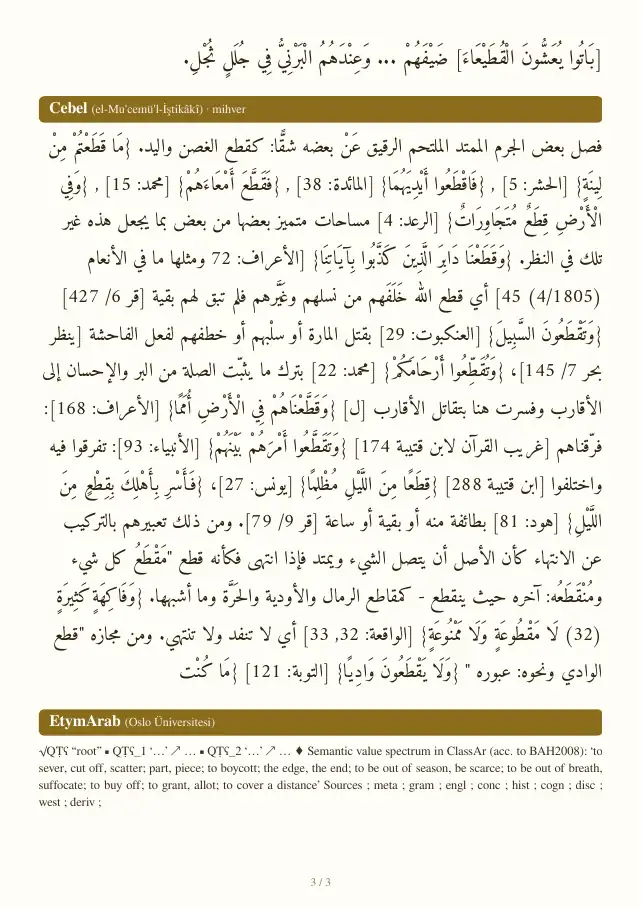 [بَاتُوا يُعَشُّونَ الْقُطَيْعَاءَ] ضَيْفَهُمْ ... وَعِنْدَهُمُ الْبَرْنِيُّ فِي جُلَلٍ ثُجْلِ.
Cebel (el-Mu'cemü'l-İştikâkî) · mihver
فصل بعض الجرم الممتد الملتحم الرقيق عَنْ بعضه شقًّا: كقطع الغصن واليد. {مَا قَطَعْتُمْ مِنْ
لِينَةٍ} [الحشر: 5] , {فَاقْطَعُوا أَيْدِيَهُمَا} [المائدة: 38] , {فَقَطَّعَ أَمْعَاءَهُمْ} [محمد: 15] , {وَفِي
الْأَرْضِ قِطَعٌ مُتَجَاوِرَاتٌ} [الرعد: 4] مساحات متميز بعضها من بعض بما يجعل هذه غير
تلك في النظر. {وَقَطَعْنَا دَابِرَ الَّذِينَ كَذَّبُوا بِآيَاتِنَا} [الأعراف: 72 ومثلها ما في الأنعام
(4/1805) 45] أي قطع الله خَلَفَهم من نسلهم وغَيَّرهم فلم تبق لهم بقية [قر 6/ 427]
{وَتَقْطَعُونَ السَّبِيلَ} [العنكبوت: 29] بقتل المارة أو سلْبهم أو خطفهم لفعل الفاحشة [ينظر
بحر 7/ 145]، {وَتُقَطِّعُوا أَرْحَامَكُمْ} [محمد: 22] بترك ما يثبّت الصلة من البر والإحسان إلى
الأقارب وفسرت هنا بتقاتل الأقارب [ل] {وَقَطَّعْنَاهُمْ فِي الْأَرْضِ أُمَمًا} [الأعراف: 168]:
فرّقناهم [غريب القرآن لابن قتيبة 174] {وَتَقَطَّعُوا أَمْرَهُمْ بَيْنَهُمْ} [الأنبياء: 93]: تفرقوا فيه
واختلفوا [ابن قتيبة 288] {قِطَعًا مِنَ اللَّيْلِ مُظْلِمًا} [يونس: 27]، {فَأَسْرِ بِأَهْلِكَ بِقِطْعٍ مِنَ
اللَّيْلِ} [هود: 81] بطائفة منه أو بقية أو ساعة [قر 9/ 79]. ومن ذلك تعبيرهم بالتركيب
عن الانتهاء كأن الأصل أن يتصل الشيء ويمتد فإذا انتهى فكأنه قطع "مَقْطَعُ كل شيء
ومُنْقَطَعُه: آخره حيث ينقطع - كمقاطع الرمال والأودية والحَرَّة وما أشبهها. {وَفَاكِهَةٍ كَثِيرَةٍ
(32) لَا مَقْطُوعَةٍ وَلَا مَمْنُوعَةٍ} [الواقعة: 32, 33] أي لا تنفد ولا تنتهي. ومن مجازه "قطع
الوادي ونحوه: عبوره " {وَلَا يَقْطَعُونَ وَادِيًا} [التوبة: 121] {مَا كُنْت
EtymArab (Oslo Üniversitesi)
√QṬʕ “root” ▪ QṬʕ_1 ‘…’ ↗ … ▪ QṬʕ_2 ‘…’ ↗ … ♦ Semantic value spectrum in ClassAr (acc. to BAH2008): ‘to
sever, cut off, scatter; part, piece; to boycott; the edge, the end; to be out of season, be scarce; to be out of breath,
suffocate; to buy off; to grant, allot; to cover a distance’ Sources ; meta ; gram ; engl ; conc ; hist ; cogn ; disc ;
west ; deriv ;
3 / 3